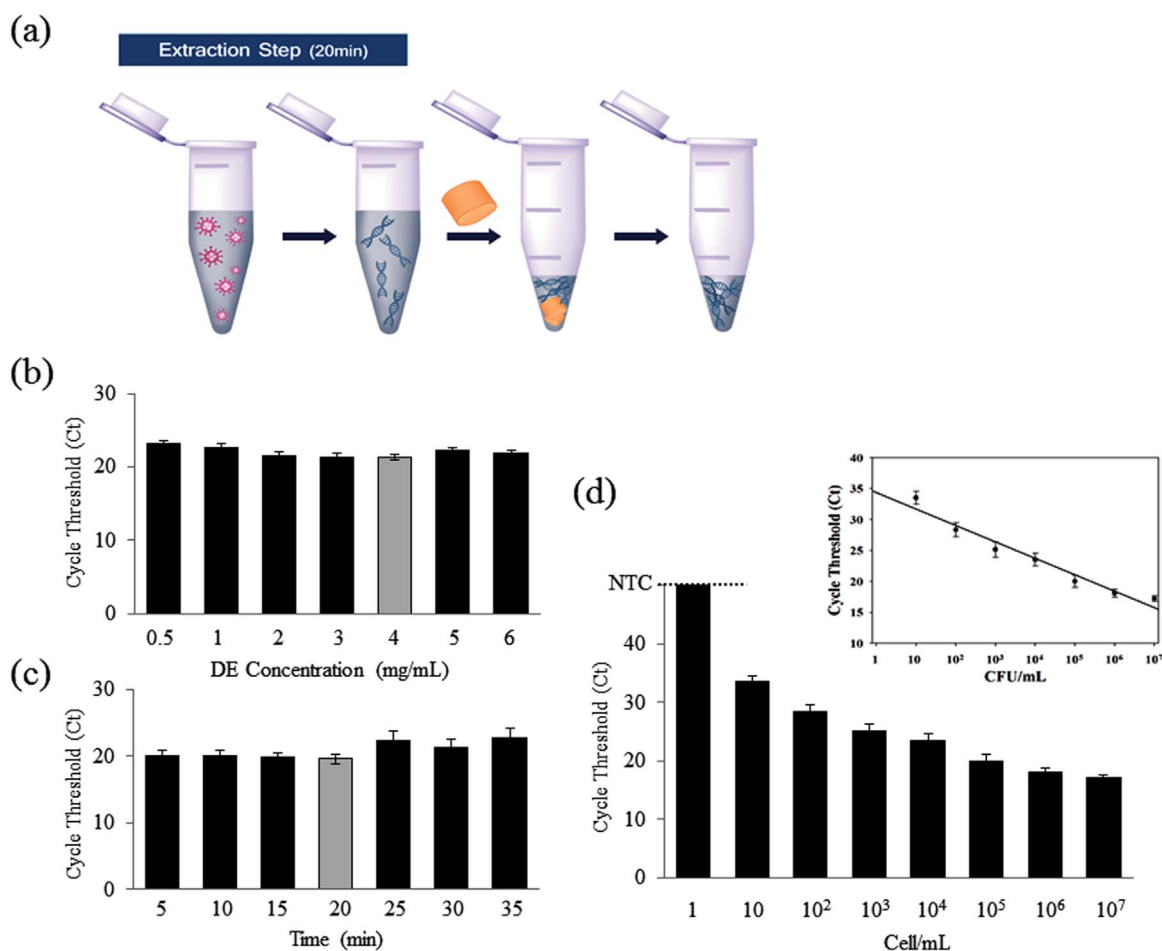 (a)
Extraction Step (20min)
(b)
Cycle Threshold (Ct)
30
20
10
0
0.5 1 2 3 4 5 6
DE Concentration (mg/mL)
(c)
Cycle Threshold (Ct)
30
20
10
0
5 10 15 20 25 30 35
Time (min)
(d)
Cycle Threshold (Ct)
NTC
40
30
20
10
0
1 10 10² 10³ 10⁴ 10⁵ 10⁶ 10⁷
Cell/mL
Cycle Threshold (Ct)
40
35
30
25
20
15
10
1 10 10² 10³ 10⁴ 10⁵ 10⁶ 10⁷
CFU/mL